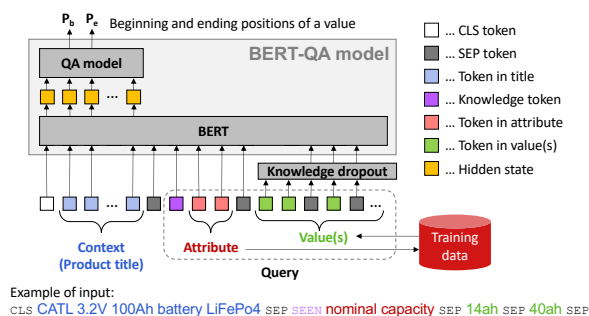 P_b P_e Beginning and ending positions of a value
BERT-QA model
QA model
...
BERT
Knowledge dropout
...
...
Context
(Product title)
Attribute
Value(s)
Query
Training
data
... CLS token
... SEP token
... Token in title
... Knowledge token
... Token in attribute
... Token in value(s)
... Hidden state
Example of input:
CLS CATL 3.2V 100Ah battery LiFePo4 SEP SEEN nominal capacity SEP 14ah SEP 40ah SEP